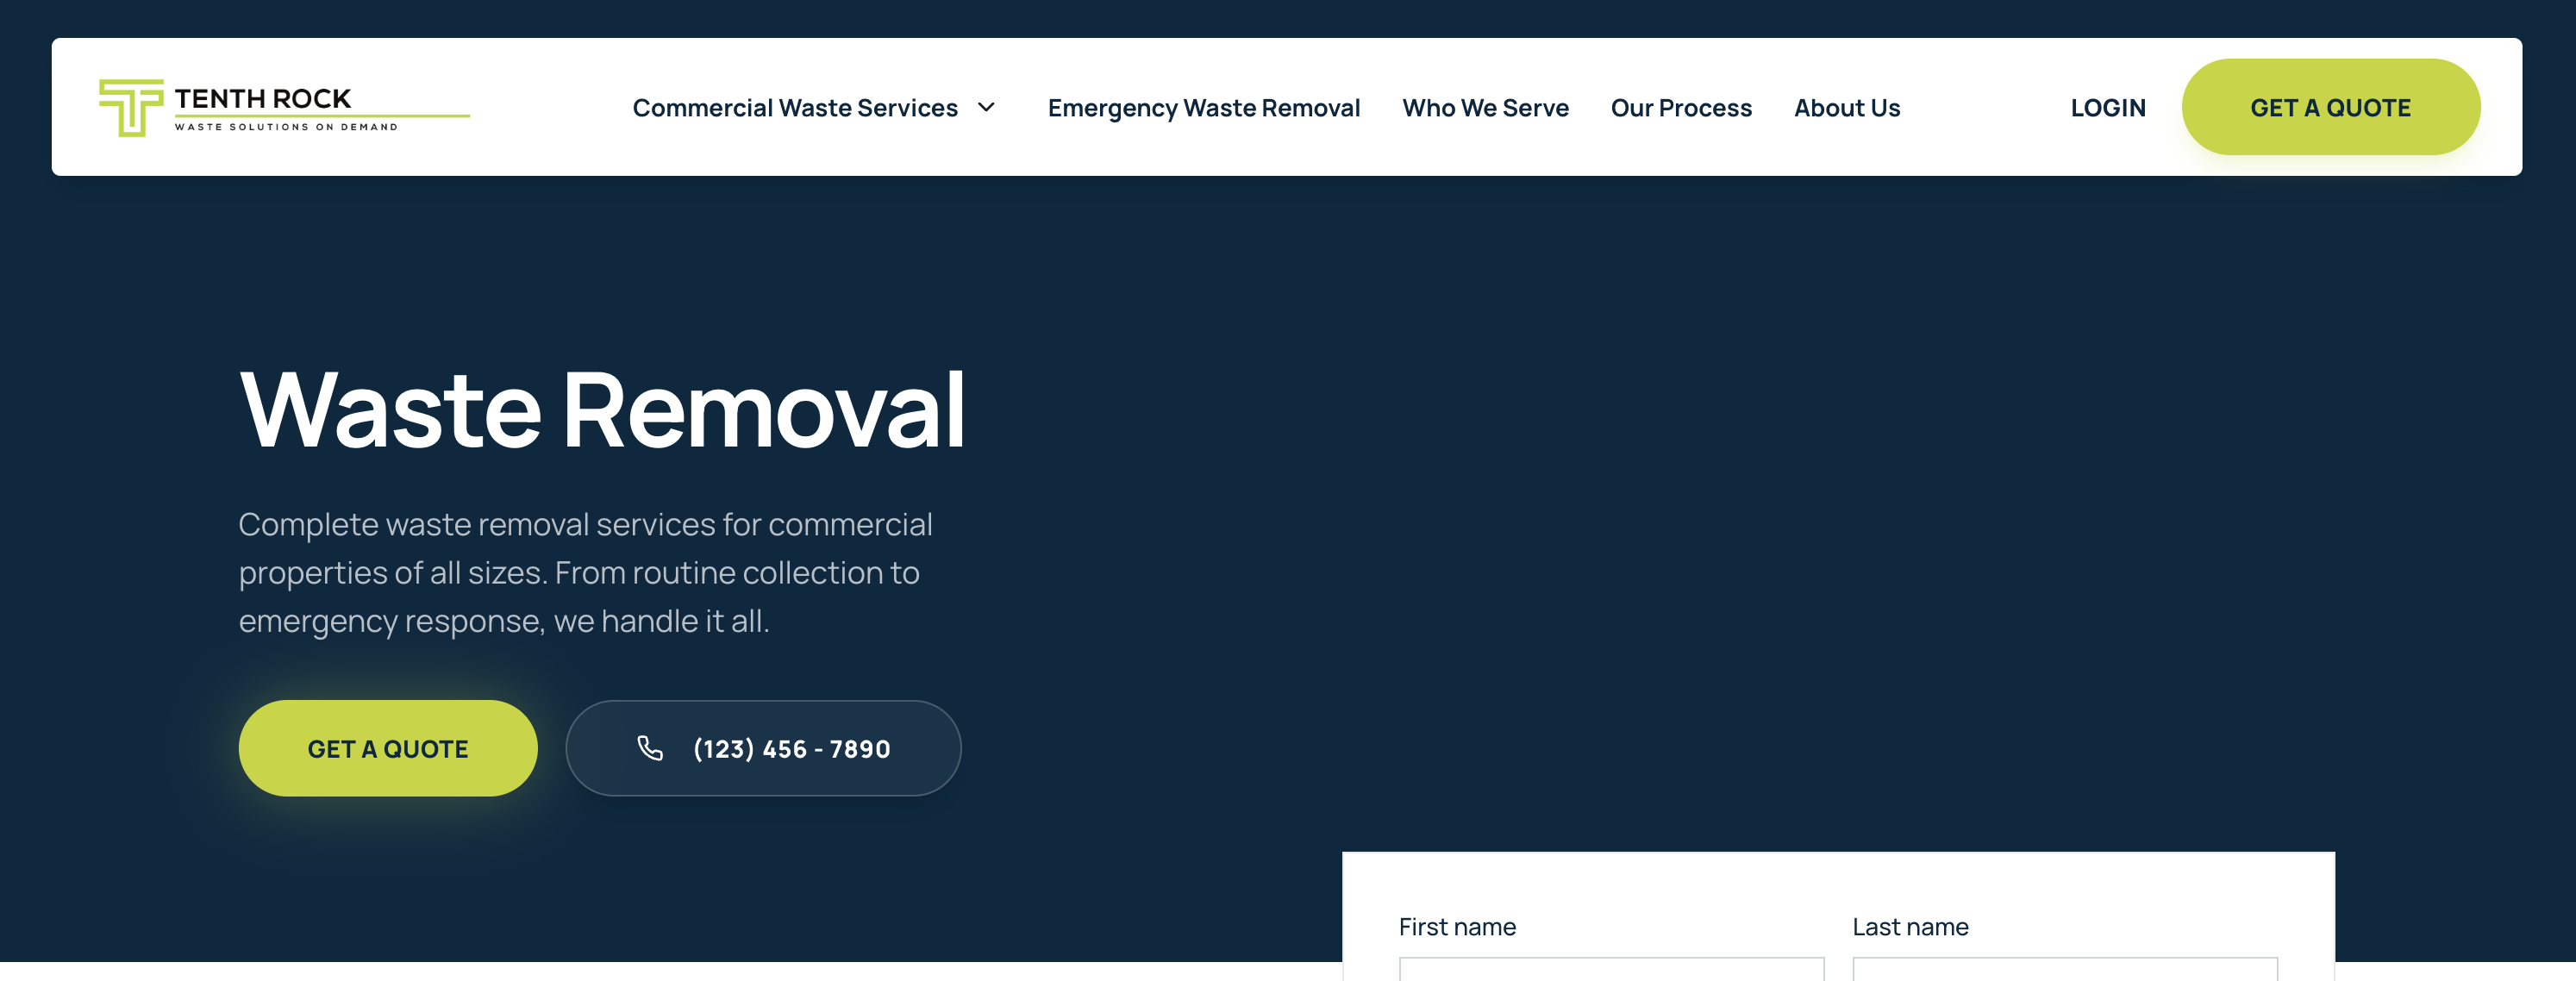 TENTH ROCK
WASTE SOLUTIONS ON DEMAND
Commercial Waste Services
Emergency Waste Removal
Who We Serve
Our Process
About Us
LOGIN
GET A QUOTE
Waste Removal
Complete waste removal services for commercial
properties of all sizes. From routine collection to
emergency response, we handle it all.
GET A QUOTE
(123) 456 - 7890
First name
Last name